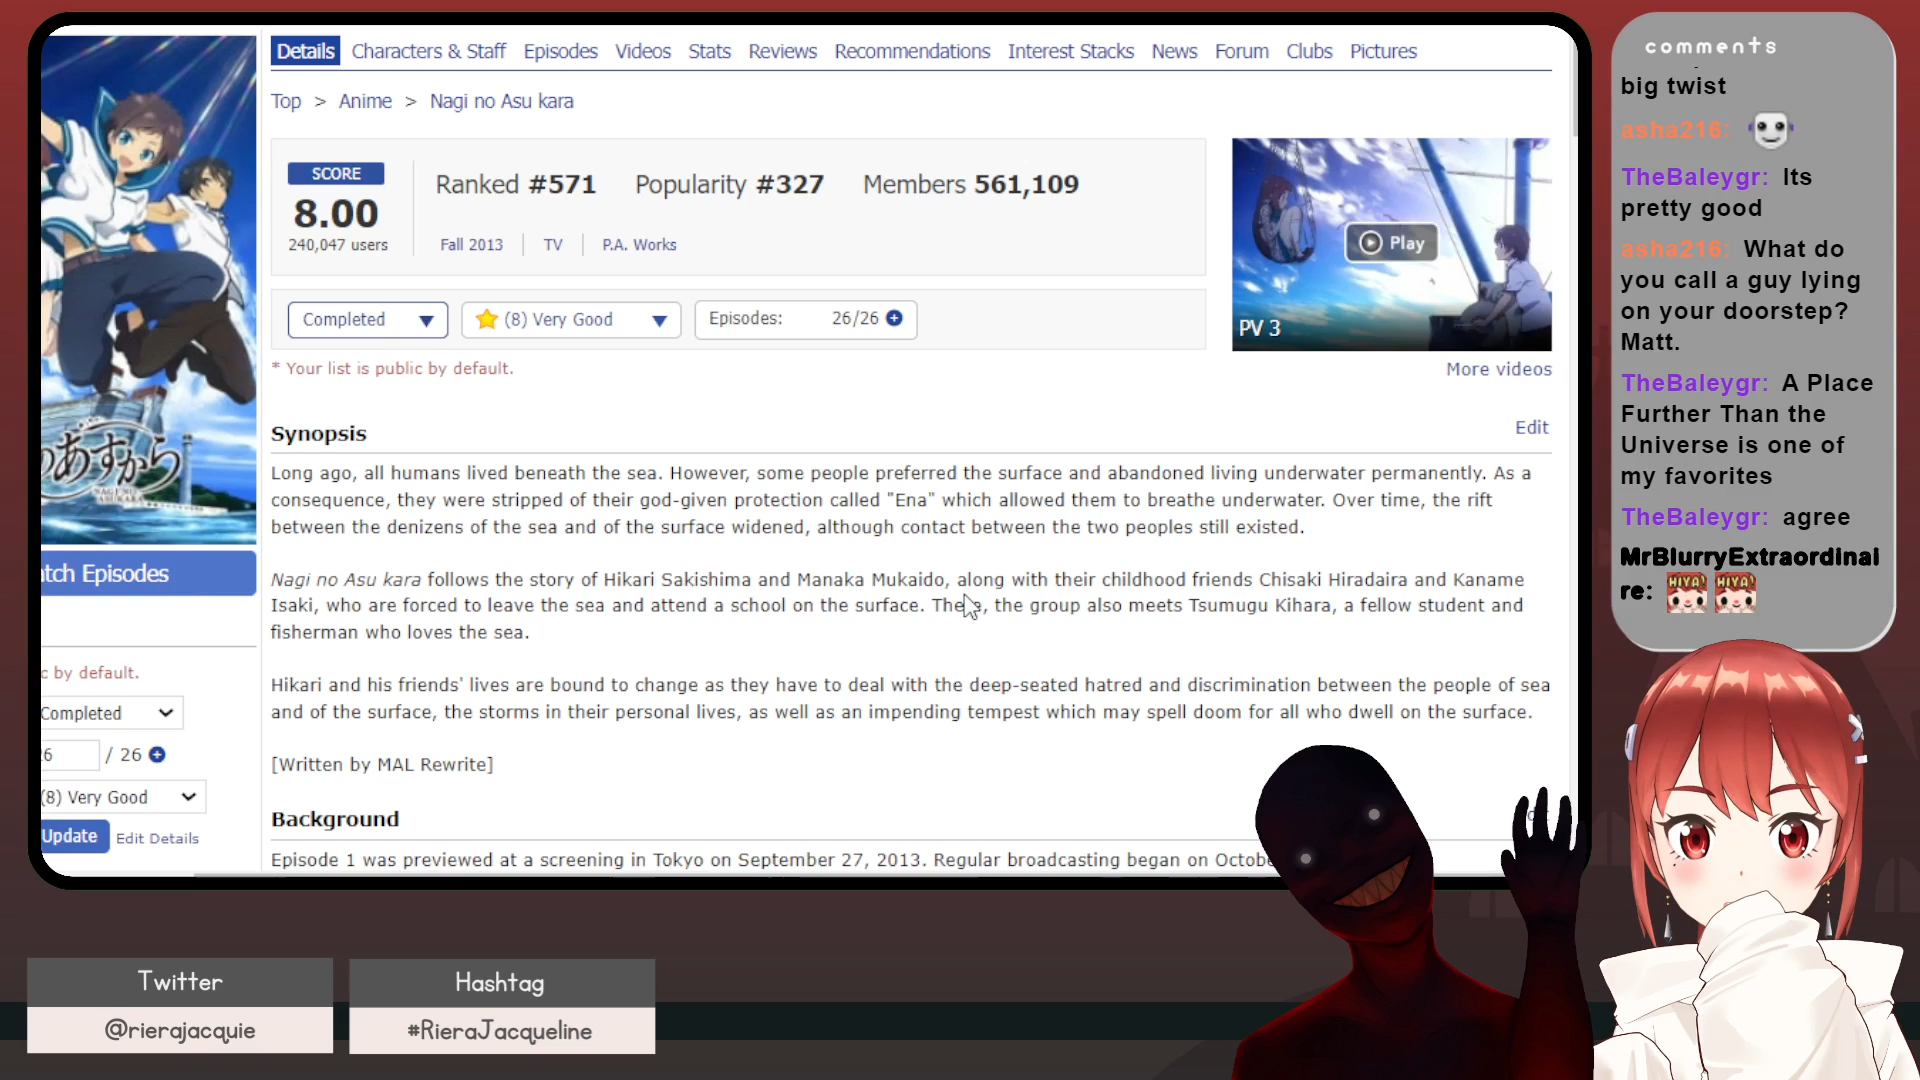 Details Characters & Staff Episodes Videos Stats Reviews Recommendations Interest Stacks News Forum Clubs Pictures
Top > Anime > Nagi no Asu kara
SCORE
8.00
240,047 users
Ranked #571 Popularity #327 Members 561,109
Fall 2013 TV P.A. Works
Play
PV 3
Completed (8) Very Good Episodes: 26/26
* Your list is public by default.
More videos
Synopsis
Edit
Long ago, all humans lived beneath the sea. However, some people preferred the surface and abandoned living underwater permanently. As a
consequence, they were stripped of their god-given protection called "Ena" which allowed them to breathe underwater. Over time, the rift
between the denizens of the sea and of the surface widened, although contact between the two peoples still existed.
Nagi no Asu kara follows the story of Hikari Sakishima and Manaka Mukaido, along with their childhood friends Chisaki Hiradaira and Kaname
Isaki, who are forced to leave the sea and attend a school on the surface. There, the group also meets Tsumugu Kihara, a fellow student and
fisherman who loves the sea.
Hikari and his friends' lives are bound to change as they have to deal with the deep-seated hatred and discrimination between the people of sea
and of the surface, the storms in their personal lives, as well as an impending tempest which may spell doom for all who dwell on the surface.
[Written by MAL Rewrite]
Background
Episode 1 was previewed at a screening in Tokyo on September 27, 2013. Regular broadcasting began on Octobe
のあすから
NAGI NO ASUKARA
tch Episodes
c by default.
Completed
6 / 26
(8) Very Good
Update Edit Details
comments
big twist
asha216:
TheBaleygr: Its
pretty good
asha216: What do
you call a guy lying
on your doorstep?
Matt.
TheBaleygr: A Place
Further Than the
Universe is one of
my favorites
TheBaleygr: agree
MrBlurryExtraordinai
re: HIYA! HIYA!
Twitter
@rierajacquie
Hashtag
#RieraJacqueline